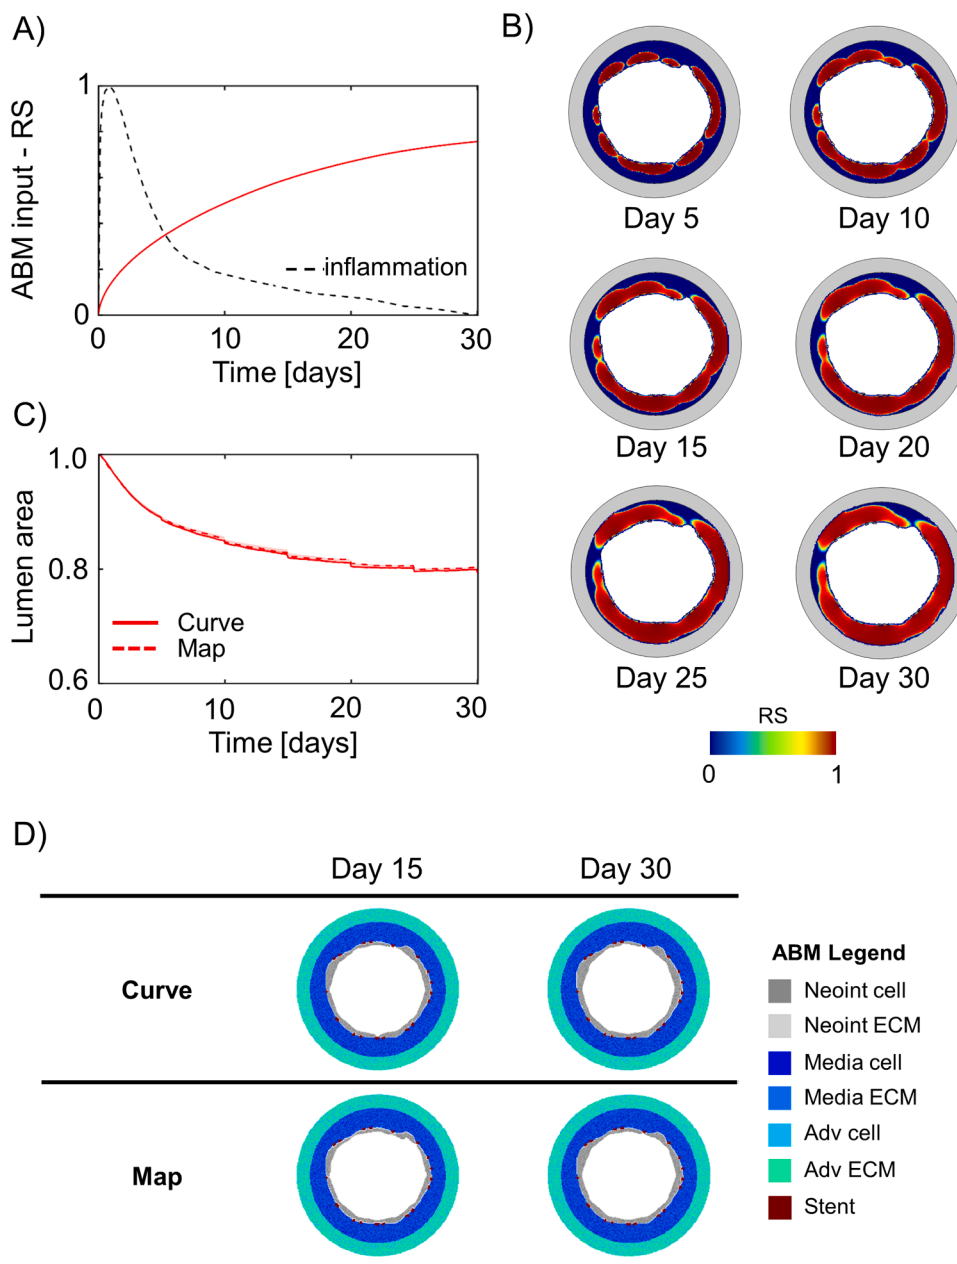 A)
1
ABM input - RS
inflammation
0
0
10
20
30
Time [days]
B)
Day 5
Day 10
Day 15
Day 20
Day 25
Day 30
RS
0
1
C)
1.0
Lumen area
0.8
Curve
Map
0.6
0
10
20
30
Time [days]
D)
Day 15
Day 30
Curve
Map
ABM Legend
Neoint cell
Neoint ECM
Media cell
Media ECM
Adv cell
Adv ECM
Stent